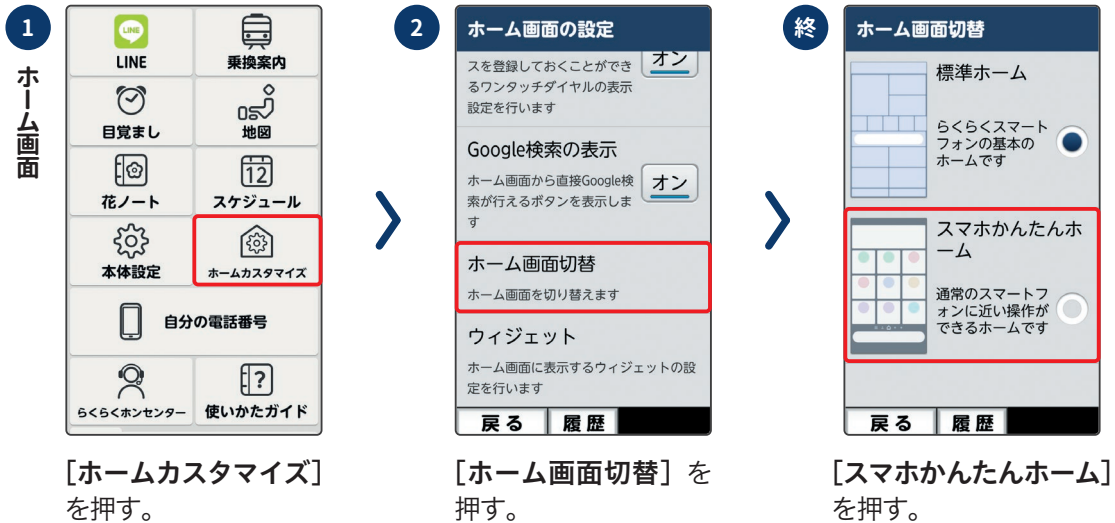 1
ホーム画面
LINE
LINE
乗換案内
目覚まし
地図
花ノート
12
スケジュール
本体設定
ホームカスタマイズ
自分の電話番号
らくらくホンセンター
?
使いかたガイド
[ホームカスタマイズ]
を押す。
2
ホーム画面の設定
スを登録しておくことができ
るワンタッチダイヤルの表示
設定を行います
オン
Google検索の表示
ホーム画面から直接Google検
索が行えるボタンを表示しま
す
オン
ホーム画面切替
ホーム画面を切り替えます
ウィジェット
ホーム画面に表示するウィジェットの設
定を行います
戻る 履歴
[ホーム画面切替]を
押す。
終
ホーム画面切替
標準ホーム
らくらくスマート
フォンの基本の
ホームです
スマホかんたんホ
ーム
通常のスマートフ
ォンに近い操作が
できるホームです
戻る 履歴
[スマホかんたんホーム]
を押す。